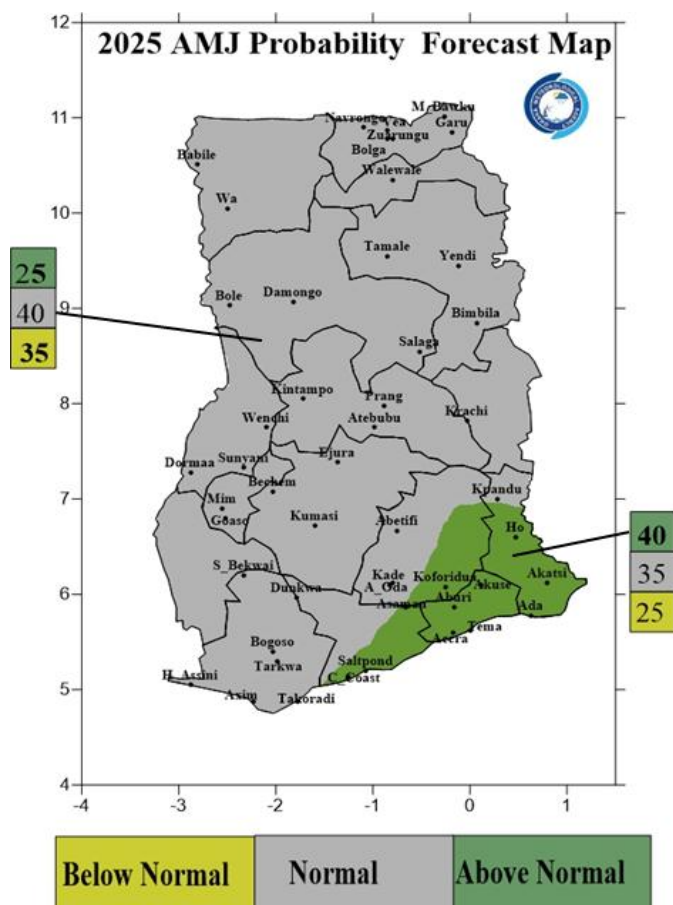 2025 AMJ Probability Forecast Map
12
11
10
9
8
7
6
5
4
-4
-3
-2
-1
0
1
M_Bawku
Navrongo
Vea
Garu
Zuarungu
Bolga
Babile
Walewale
Wa
Tamale
Yendi
Bole
Damongo
Bimbila
Salaga
Kintampo
Prang
Krachi
Wenchi
Atebubu
Ejura
Dormaa
Sunyani
Bechem
Kpandu
Mim
Goaso
Kumasi
Abetifi
Ho
S_Bekwai
Kade
Koforidua
Akatsi
A_Oda
Akuse
Dunkwa
Asaman
Aburi
Ada
Tema
Accra
Bogoso
Tarkwa
Saltpond
H_Assini
C_Coast
Axim
Takoradi
25
40
35
40
35
25
Below Normal
Normal
Above Normal